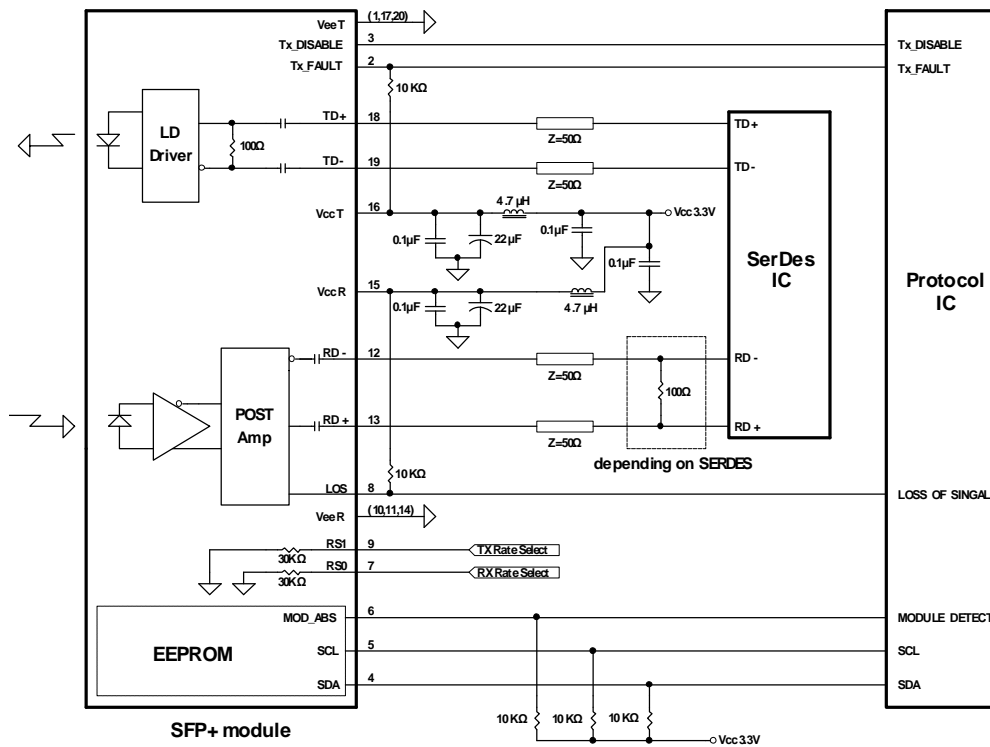 VeeT (1,17,20)
Tx_DISABLE 3 Tx_DISABLE
Tx_FAULT 2 Tx_FAULT
10 KΩ
LD Driver
100Ω
TD+ 18 TD+
Z=50Ω
TD- 19 TD-
Z=50Ω
4.7 µH
VccT 16 Vcc3.3V
0.1µF 22µF 0.1µF
0.1µF
SerDes IC
Protocol IC
VccR 15
0.1µF 22µF 4.7 µH
RD - 12 RD -
Z=50Ω
100Ω
POST Amp
RD + 13 RD +
Z=50Ω
depending on SERDES
10 KΩ
LOS 8 LOSS OF SINGAL
VeeR (10,11,14)
RS1 9 TX Rate Select
30KΩ
RS0 7 RX Rate Select
30KΩ
MOD_ABS 6 MODULE DETECT
EEPROM
SCL 5 SCL
SDA 4 SDA
10 KΩ 10 KΩ 10 KΩ
SFP+ module
Vcc3.3V